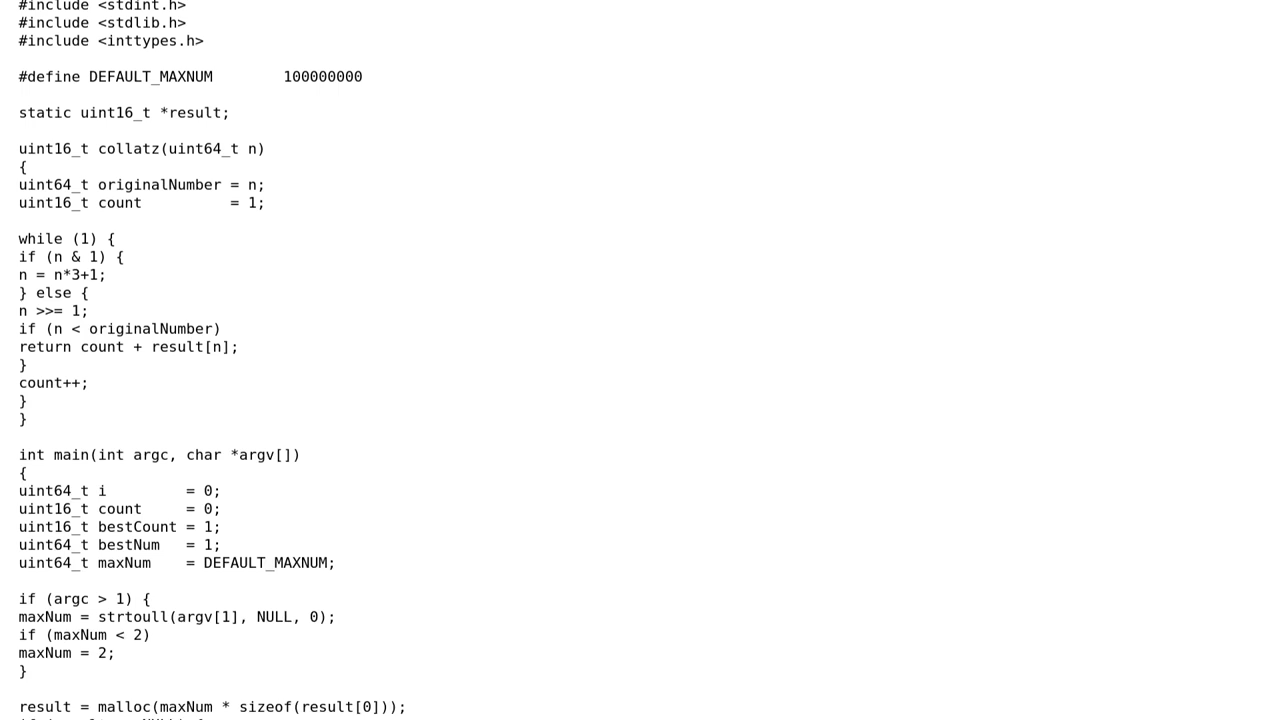 #include <stdint.h>
#include <stdlib.h>
#include <inttypes.h>

#define DEFAULT_MAXNUM        100000000

static uint16_t *result;

uint16_t collatz(uint64_t n)
{
uint64_t originalNumber = n;
uint16_t count          = 1;

while (1) {
if (n & 1) {
n = n*3+1;
} else {
n >>= 1;
if (n < originalNumber)
return count + result[n];
}
count++;
}
}

int main(int argc, char *argv[])
{
uint64_t i         = 0;
uint16_t count     = 0;
uint16_t bestCount = 1;
uint64_t bestNum   = 1;
uint64_t maxNum    = DEFAULT_MAXNUM;

if (argc > 1) {
maxNum = strtoull(argv[1], NULL, 0);
if (maxNum < 2)
maxNum = 2;
}

result = malloc(maxNum * sizeof(result[0]));